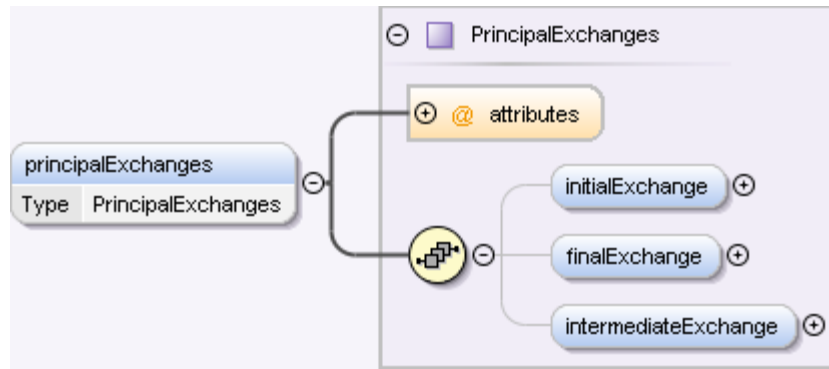 PrincipalExchanges
@ attributes
principalExchanges
Type PrincipalExchanges
initialExchange
finalExchange
intermediateExchange